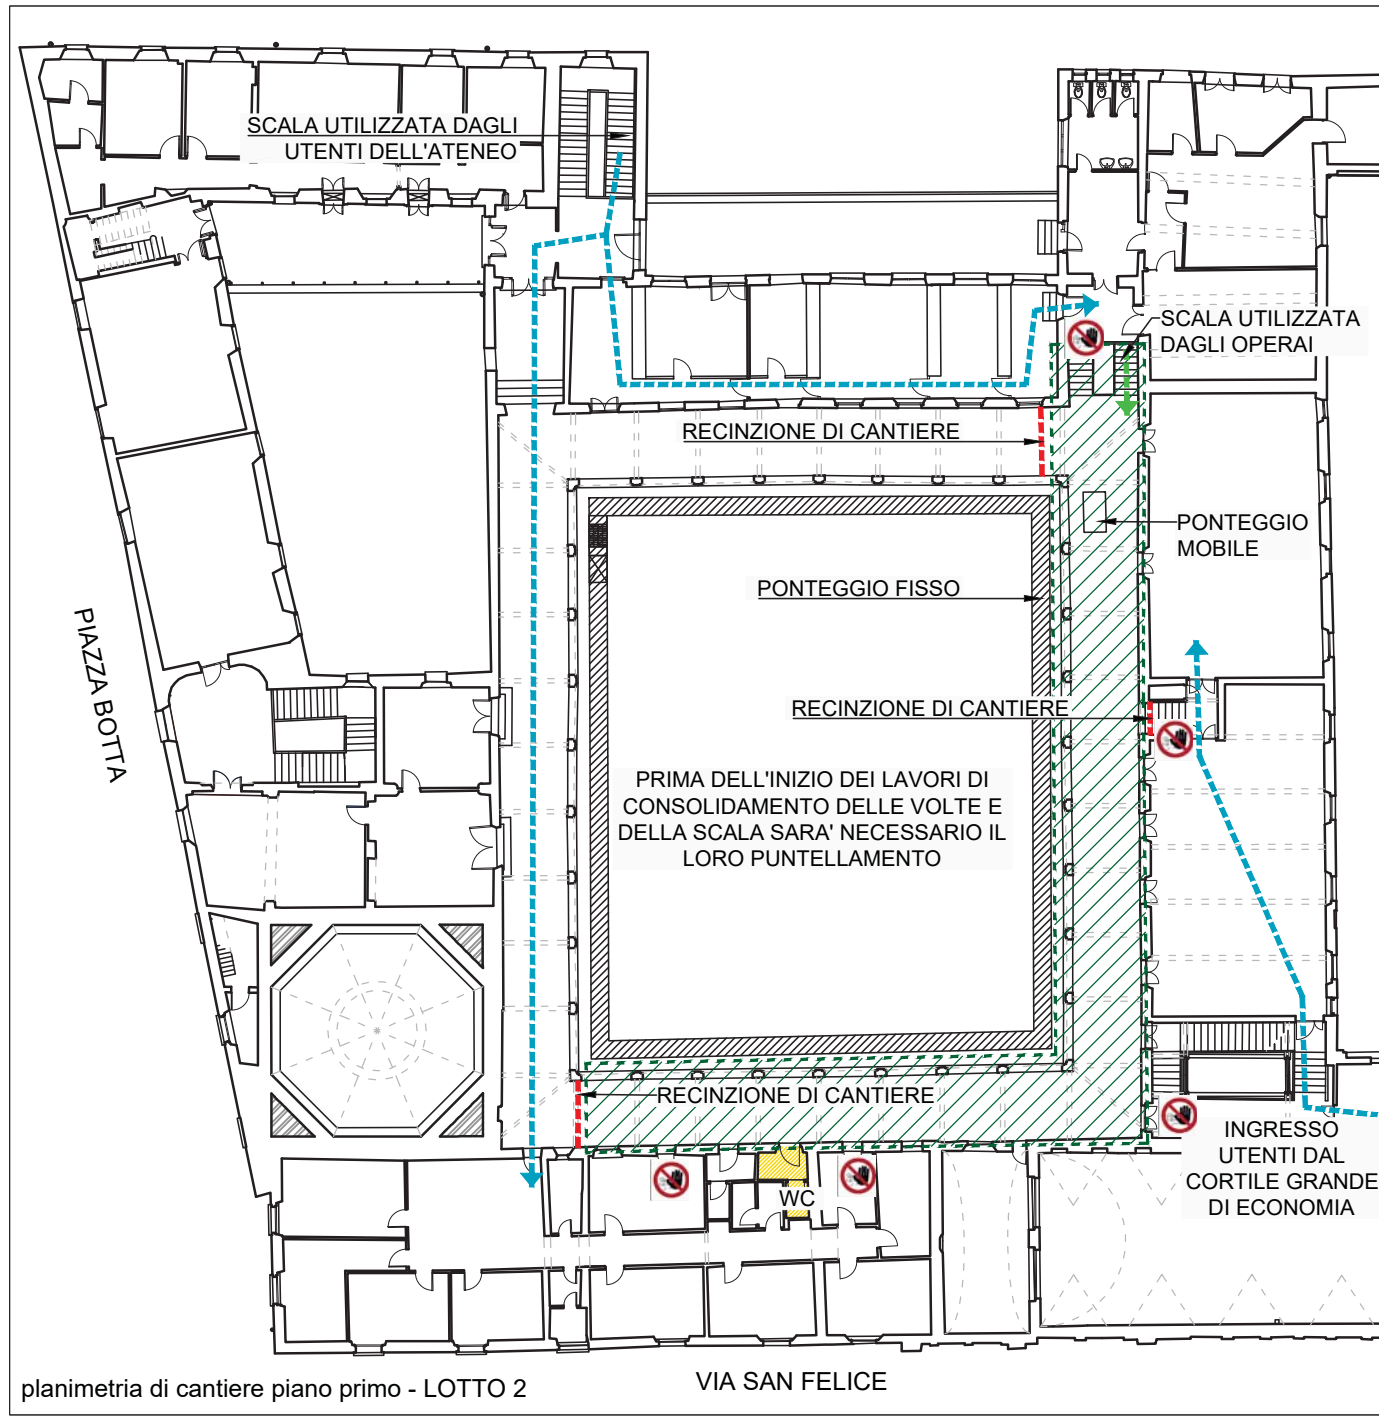 SCALA UTILIZZATA DAGLI
UTENTI DELL'ATENEO
SCALA UTILIZZATA
DAGLI OPERAI
RECINZIONE DI CANTIERE
PONTEGGIO
MOBILE
PONTEGGIO FISSO
PIAZZA BOTTA
RECINZIONE DI CANTIERE
PRIMA DELL'INIZIO DEI LAVORI DI
CONSOLIDAMENTO DELLE VOLTE E
DELLA SCALA SARA' NECESSARIO IL
LORO PUNTELLAMENTO
RECINZIONE DI CANTIERE
INGRESSO
UTENTI DAL
CORTILE GRANDE
DI ECONOMIA
WC
VIA SAN FELICE
planimetria di cantiere piano primo - LOTTO 2